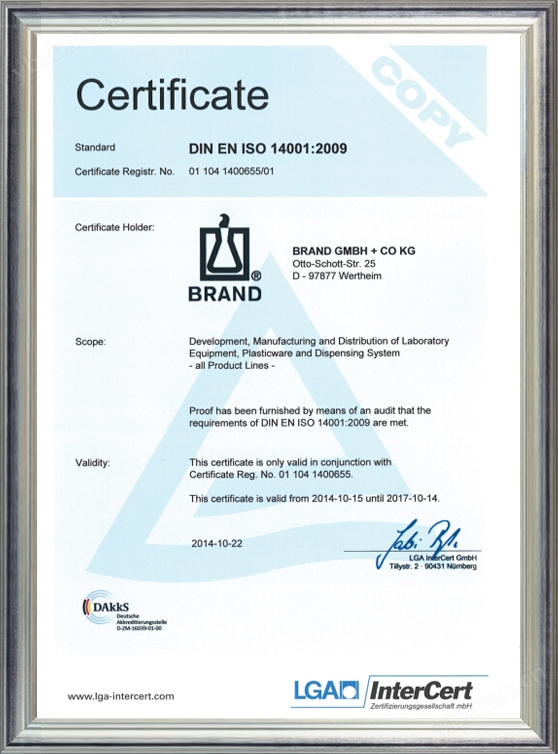 COPY
Certificate
Standard DIN EN ISO 14001:2009
Certificate Registr. No. 01 104 1400655/01
Certificate Holder:
BRAND GMBH + CO KG
Otto-Schott-Str. 25
D - 97877 Wertheim
®
BRAND
Scope: Development, Manufacturing and Distribution of Laboratory
Equipment, Plasticware and Dispensing System
- all Product Lines -
Proof has been furnished by means of an audit that the
requirements of DIN EN ISO 14001:2009 are met.
Validity: This certificate is only valid in conjunction with
Certificate Reg. No. 01 104 1400655.
This certificate is valid from 2014-10-15 until 2017-10-14.
2014-10-22
LGA InterCert GmbH
Tillystr. 2 · 90431 Nürnberg
DAkkS
Deutsche
Akkreditierungsstelle
D-ZM-16039-01-00
www.lga-intercert.com
LGA InterCert
Zertifizierungsgesellschaft mbH